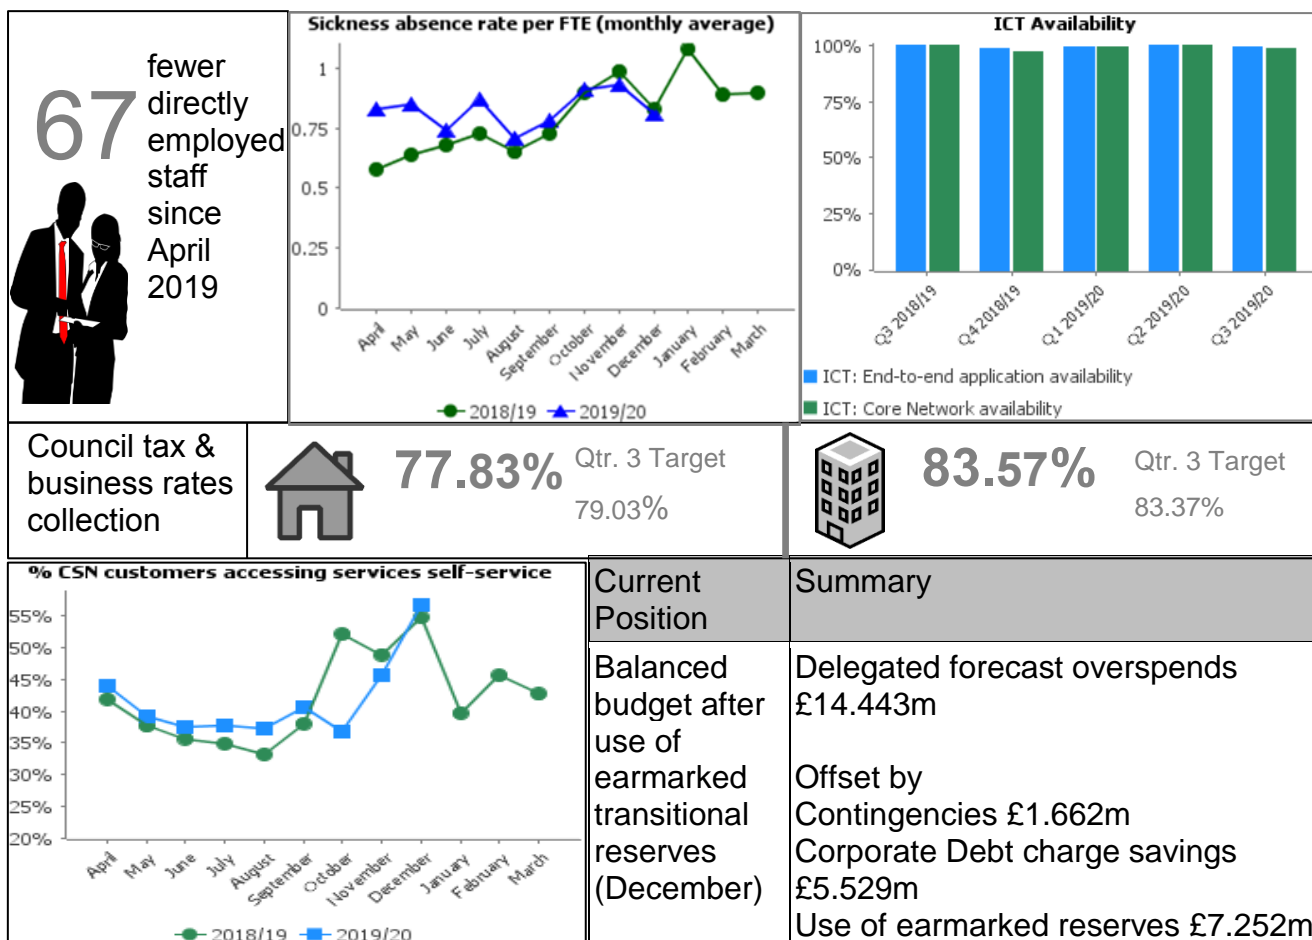 67
fewer
directly
employed
staff
since
April
2019
Sickness absence rate per FTE (monthly average)
1
0.75
0.5
0.25
0
April
May
June
July
August
September
October
November
December
January
February
March
2018/19
2019/20
ICT Availability
100%
75%
50%
25%
0%
Q3 2018/19
Q4 2018/19
Q1 2019/20
Q2 2019/20
Q3 2019/20
ICT: End-to-end application availability
ICT: Core Network availability
Council tax &
business rates
collection
77.83%
Qtr. 3 Target
79.03%
83.57%
Qtr. 3 Target
83.37%
% CSN customers accessing services self-service
55%
50%
45%
40%
35%
30%
25%
20%
April
May
June
July
August
September
October
November
December
January
February
March
2018/19
2019/20
Current
Position
Summary
Balanced
budget after
use of
earmarked
transitional
reserves
(December)
Delegated forecast overspends
£14.443m
Offset by
Contingencies £1.662m
Corporate Debt charge savings
£5.529m
Use of earmarked reserves £7.252m